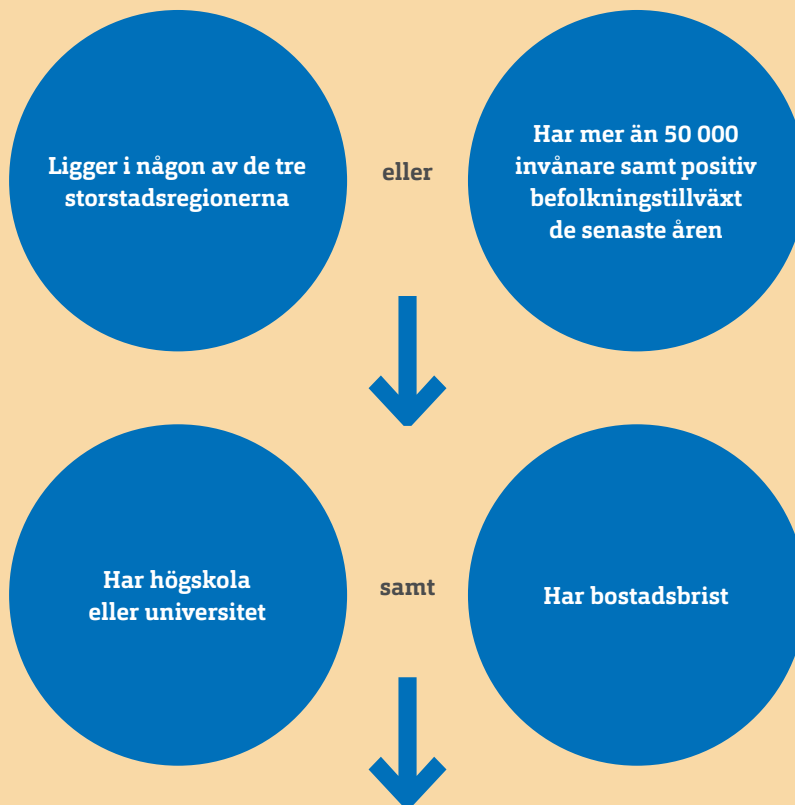 Ligger i någon av de tre
storstadsregionerna
eller
Har mer än 50 000
invånare samt positiv
befolkningstillväxt
de senaste åren
Har högskola
eller universitet
samt
Har bostadsbrist